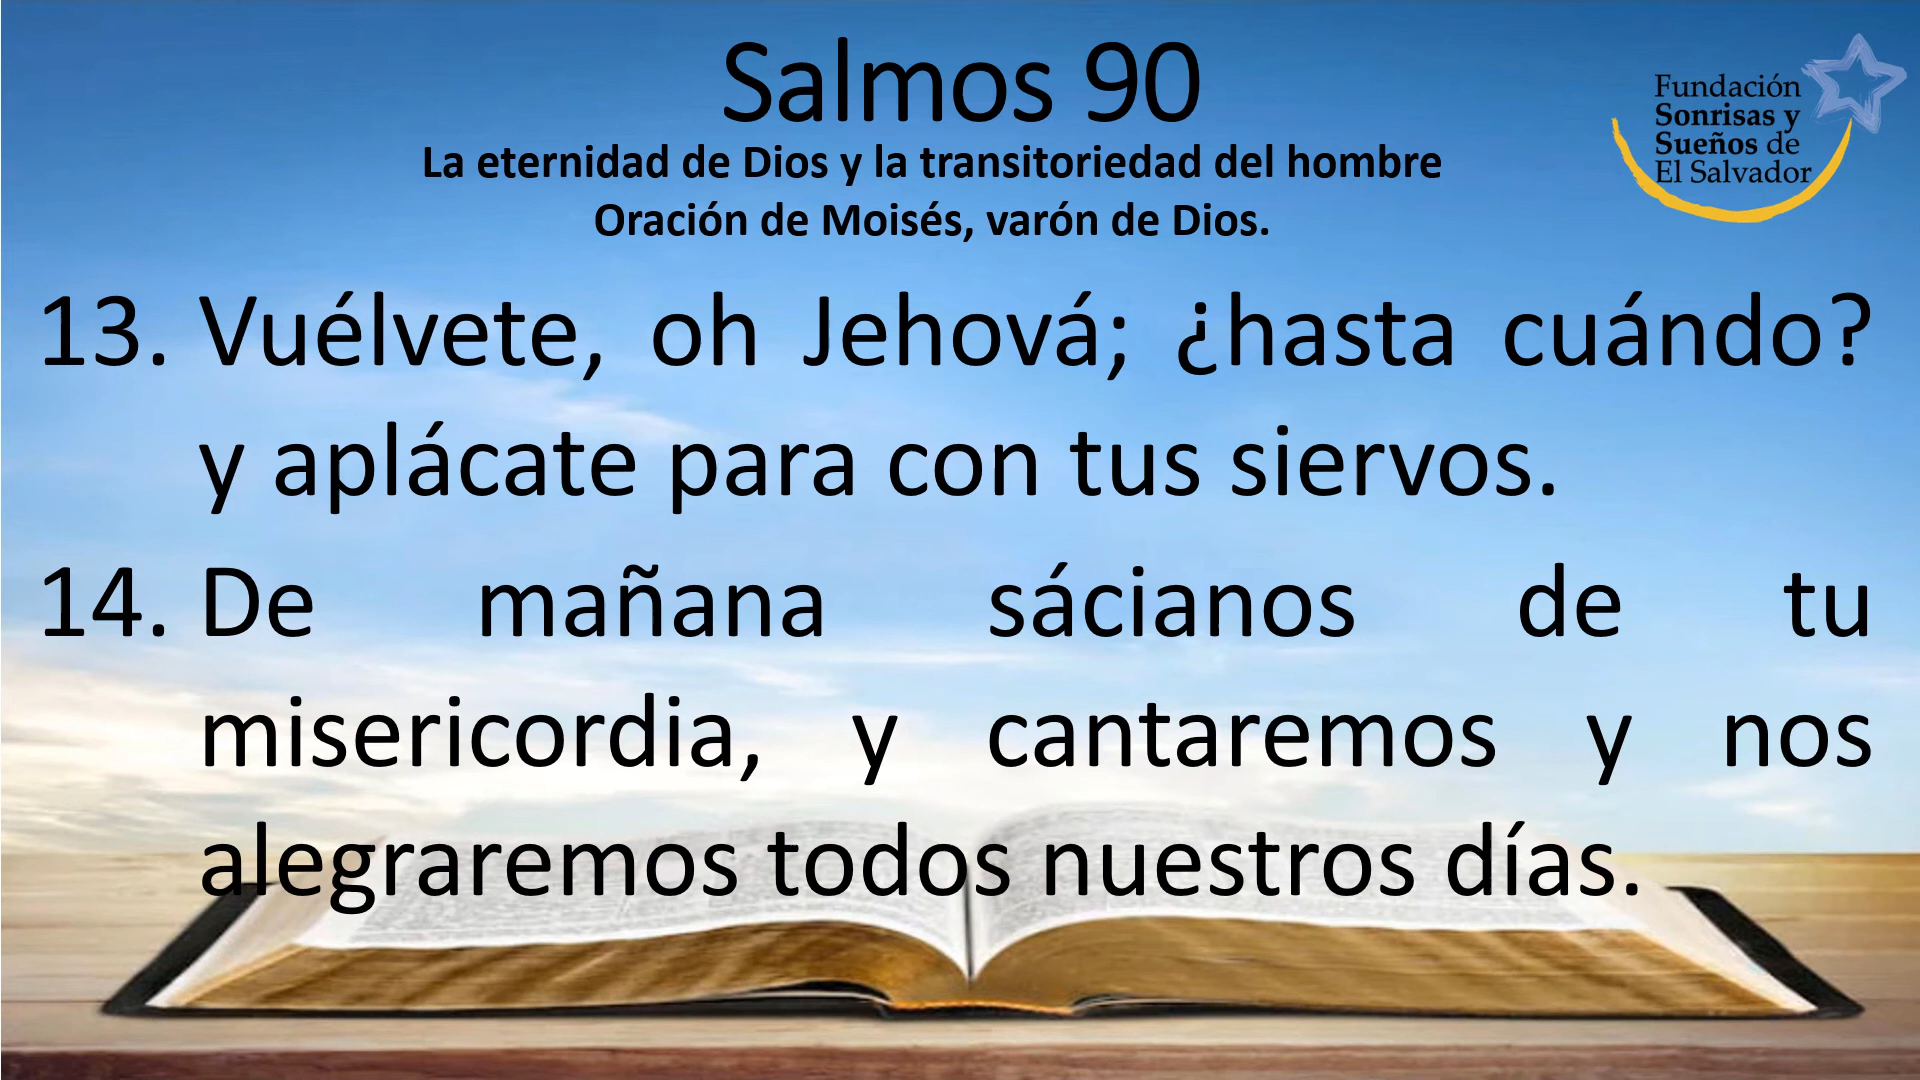 Salmos 90
La eternidad de Dios y la transitoriedad del hombre
Oración de Moisés, varón de Dios.
Fundación
Sonrisas y
Sueños de
El Salvador
13. Vuélvete, oh Jehová; ¿hasta cuándo?
y aplácate para con tus siervos.
14. De mañana sácianos de tu
misericordia, y cantaremos y nos
alegraremos todos nuestros días.